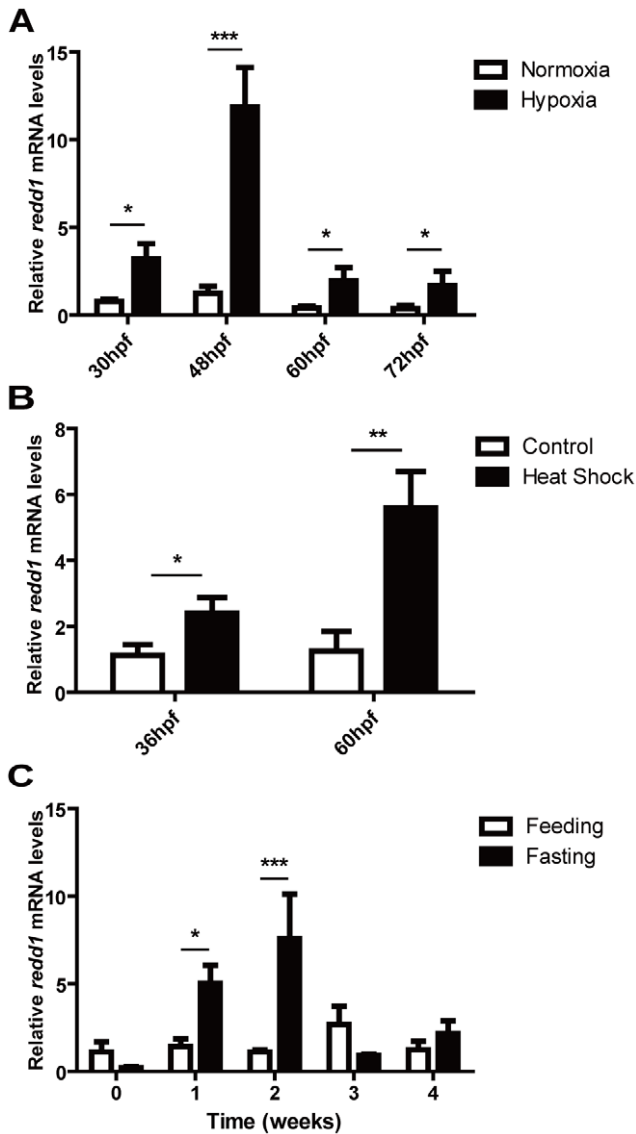 A
Relative redd1 mRNA levels
15
10
5
0
***
*
*
*
Normoxia
Hypoxia
30hpf
48hpf
60hpf
72hpf
B
Relative redd1 mRNA levels
8
6
4
2
0
**
*
Control
Heat Shock
36hpf
60hpf
C
Relative redd1 mRNA levels
15
10
5
0
***
*
Feeding
Fasting
0 1 2 3 4
Time (weeks)